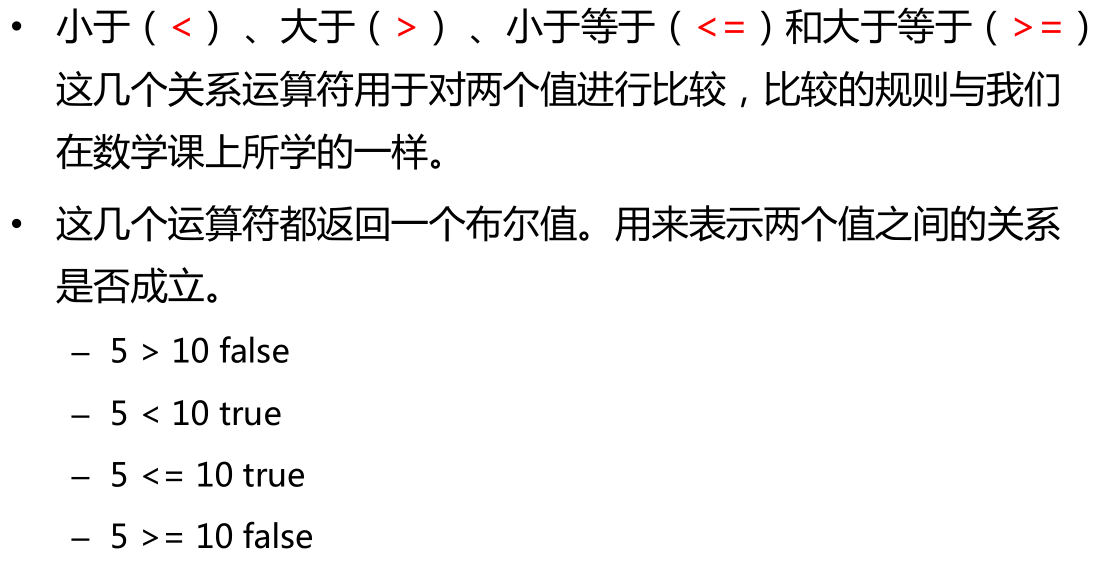 • 小于（<）、大于（>）、小于等于（<=）和大于等于（>=）
这几个关系运算符用于对两个值进行比较，比较的规则与我们
在数学课上所学的一样。
• 这几个运算符都返回一个布尔值。用来表示两个值之间的关系
是否成立。
– 5 > 10 false
– 5 < 10 true
– 5 <= 10 true
– 5 >= 10 false